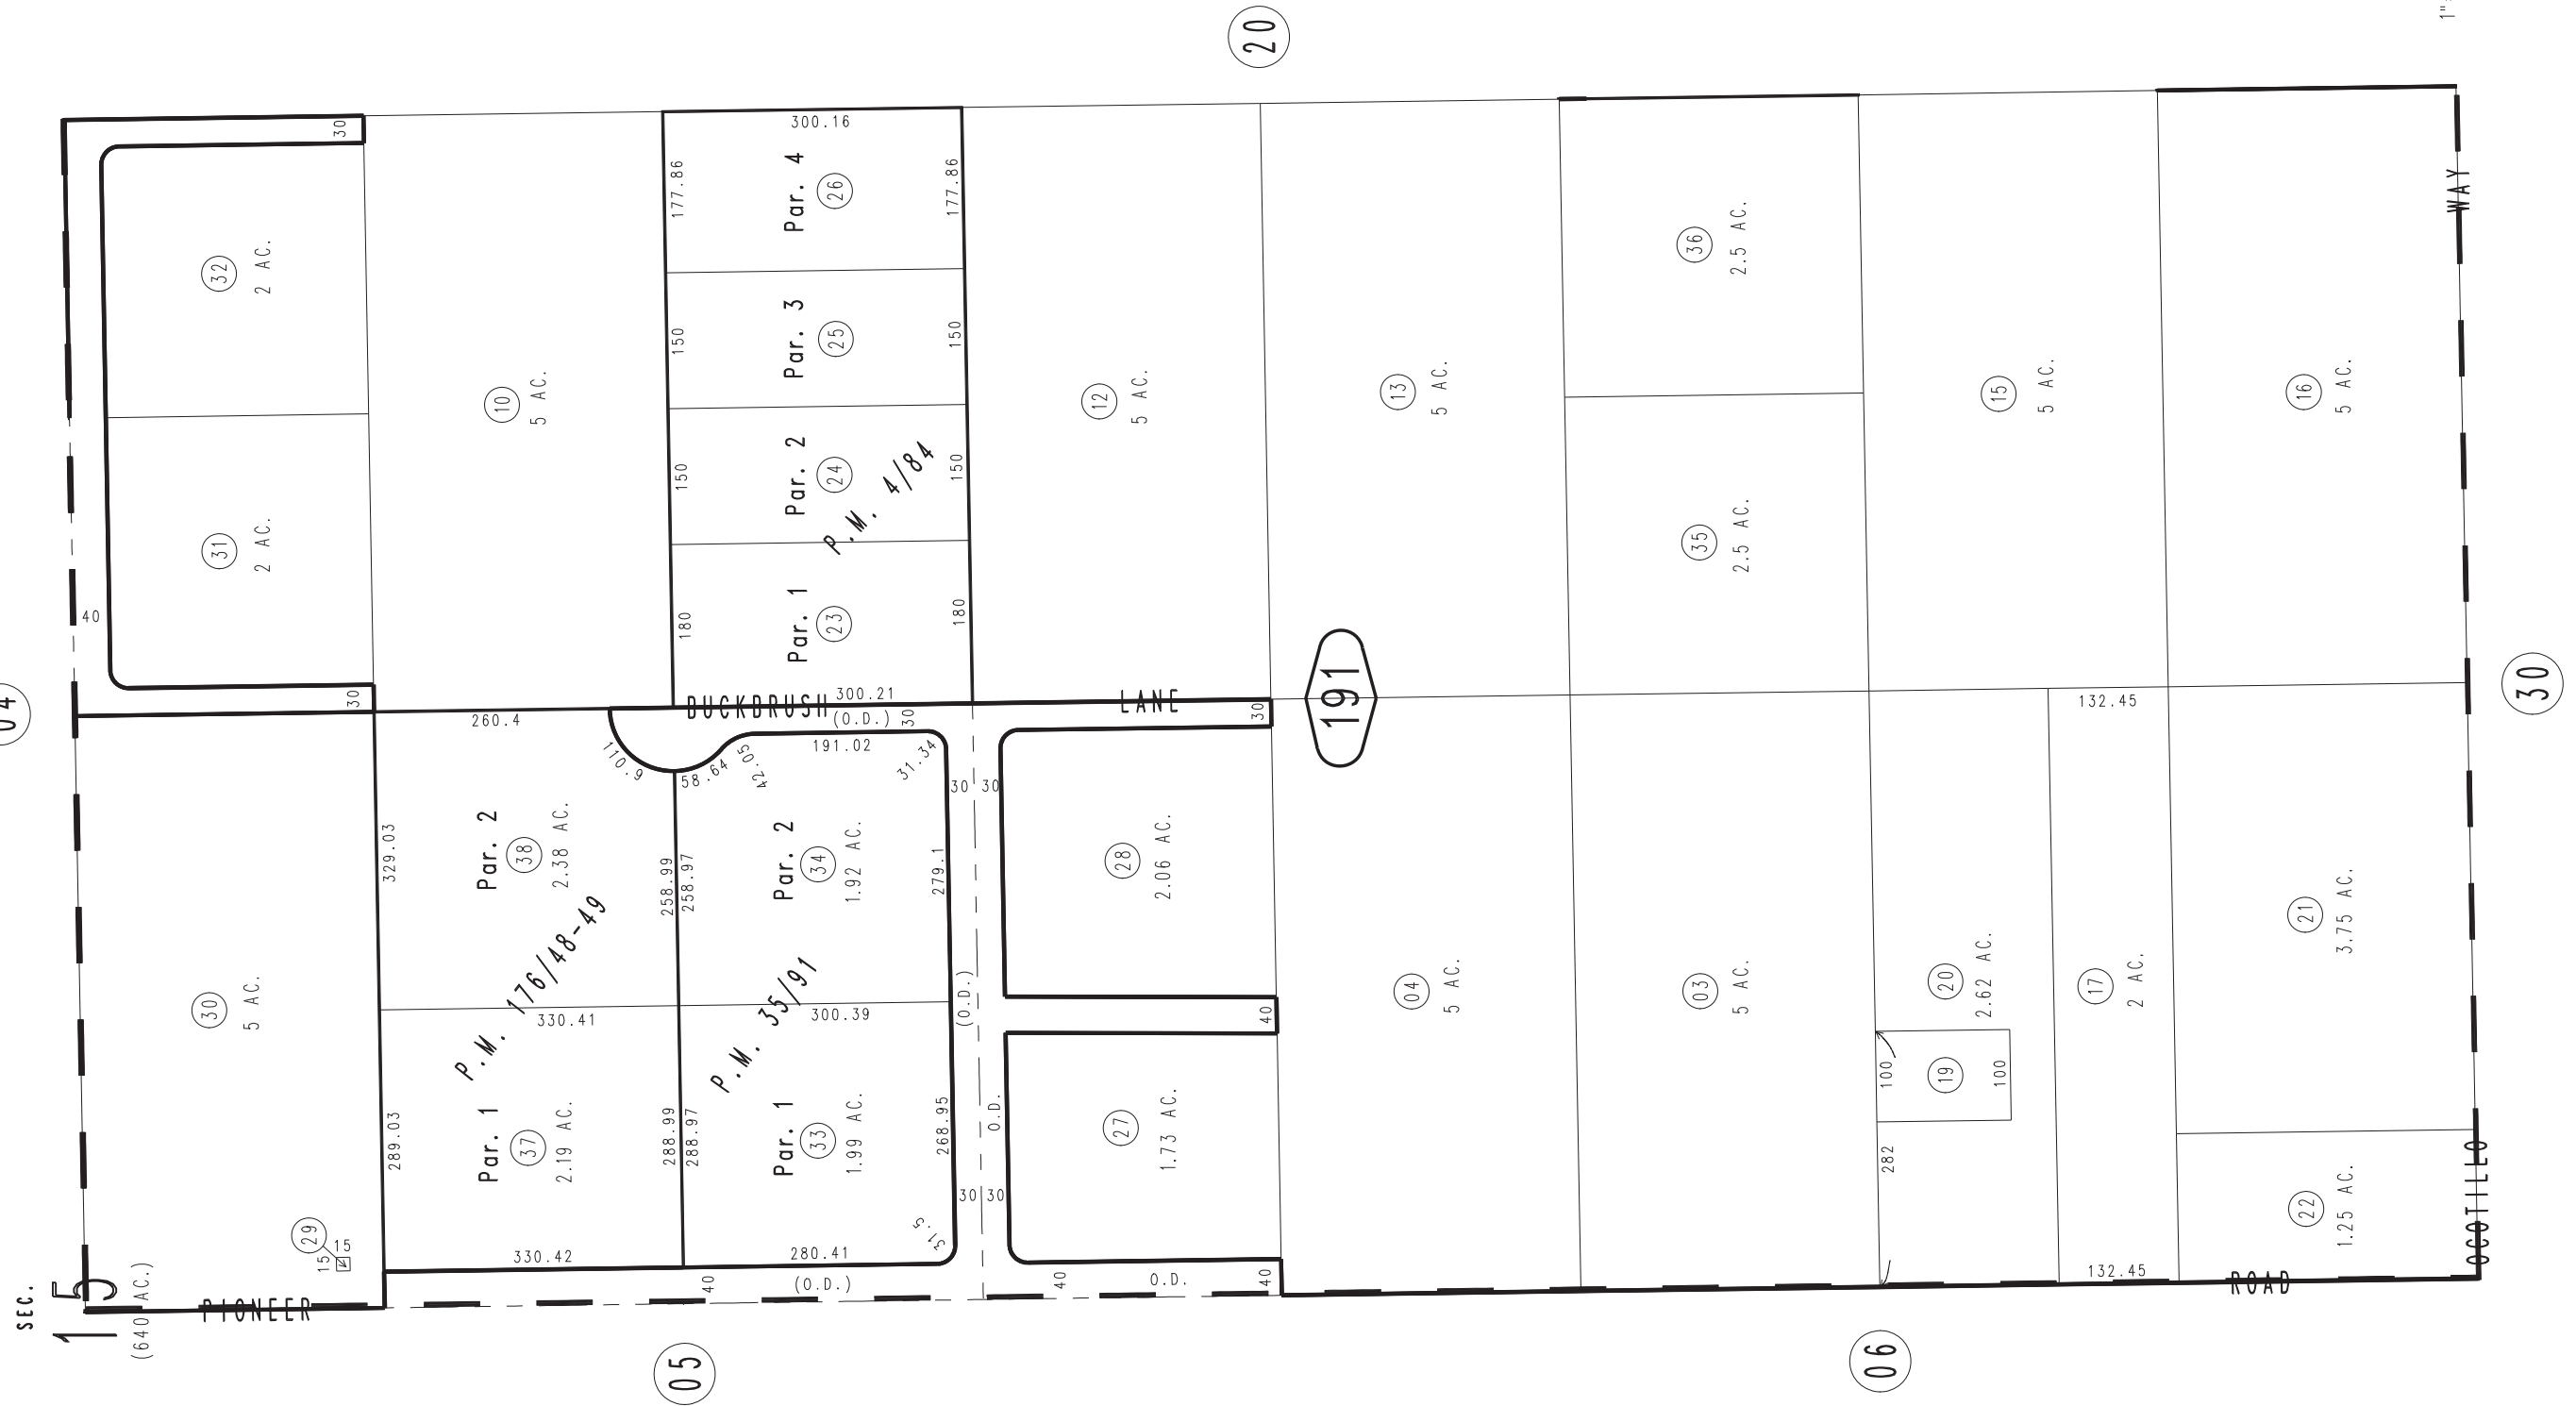 20
1"
30
32
2 AC.
31
2 AC.
40
30
04
10
5 AC.
300.16
177.86
Par. 4
26
177.86
150
Par. 3
25
150
150
Par. 2
24
150
P.M. 4/84
180
Par. 1
23
180
12
5 AC.
13
5 AC.
36
2.5 AC.
35
2.5 AC.
15
5 AC.
16
5 AC.
WAY
191
30
BUCKBRUSH LANE
300.21
(O.D.)
30
30
260.4
110.9
58.64
42.05
191.02
31.34
30 30
132.45
30
5 AC.
329.03
Par. 2
38
2.38 AC.
258.99
258.97
Par. 2
34
1.92 AC.
279.1
P.M. 176/48-49
330.41
P.M. 35/91
300.39
(O.D.)
289.03
Par. 1
37
2.19 AC.
288.99
288.97
Par. 1
33
1.99 AC.
268.95
O.D.
30 30
31.5
330.42
280.41
40
(O.D.)
28
2.06 AC.
40
27
1.73 AC.
40
O.D.
40
04
5 AC.
03
5 AC.
20
2.62 AC.
100
19
100
282
17
2 AC.
132.45
21
3.75 AC.
22
1.25 AC.
29
15
15
SEC.
15
(640 AC.)
PIONEER
ROAD
OCOTILLO
05
06